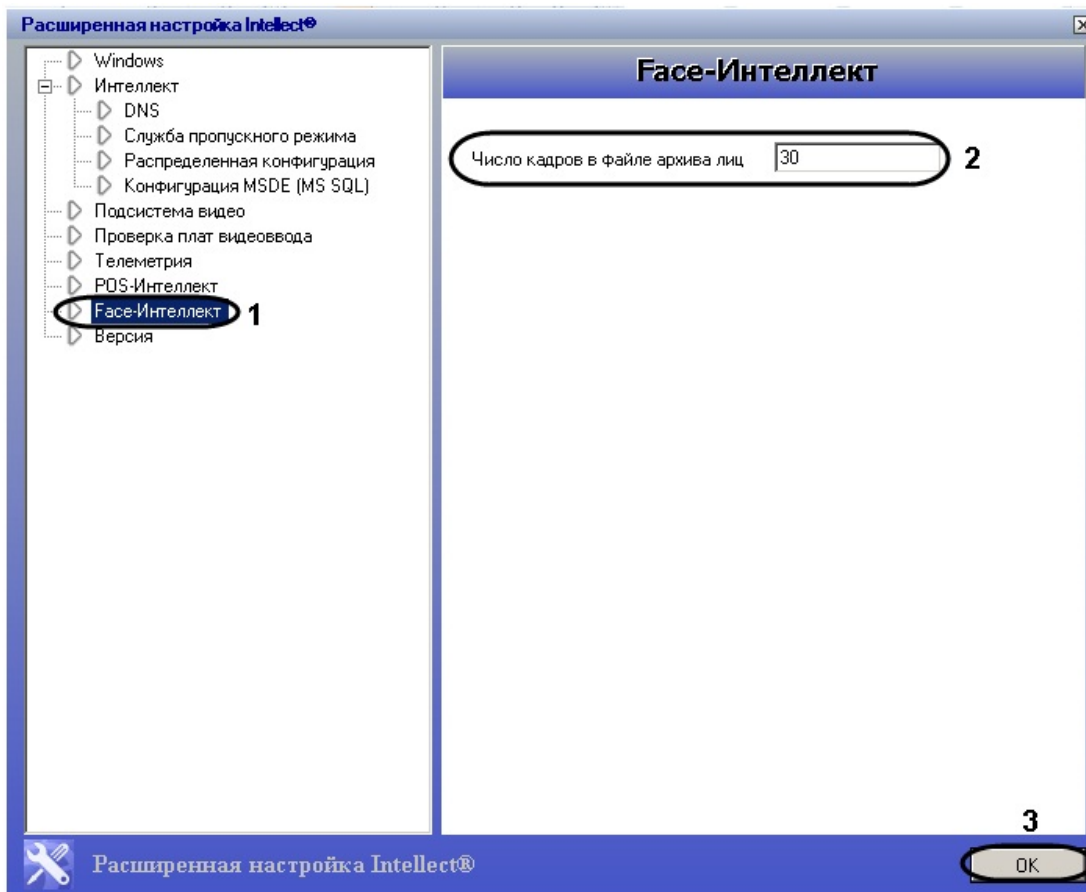 Расширенная настройка Intellect®
Windows
Интеллект
DNS
Служба пропускного режима
Распределенная конфигурация
Конфигурация MSDE (MS SQL)
Подсистема видео
Проверка плат видеоввода
Телеметрия
POS-Интеллект
Face-Интеллект 1
Версия
Face-Интеллект
Число кадров в файле архива лиц 30 2
3
Расширенная настройка Intellect®
OK